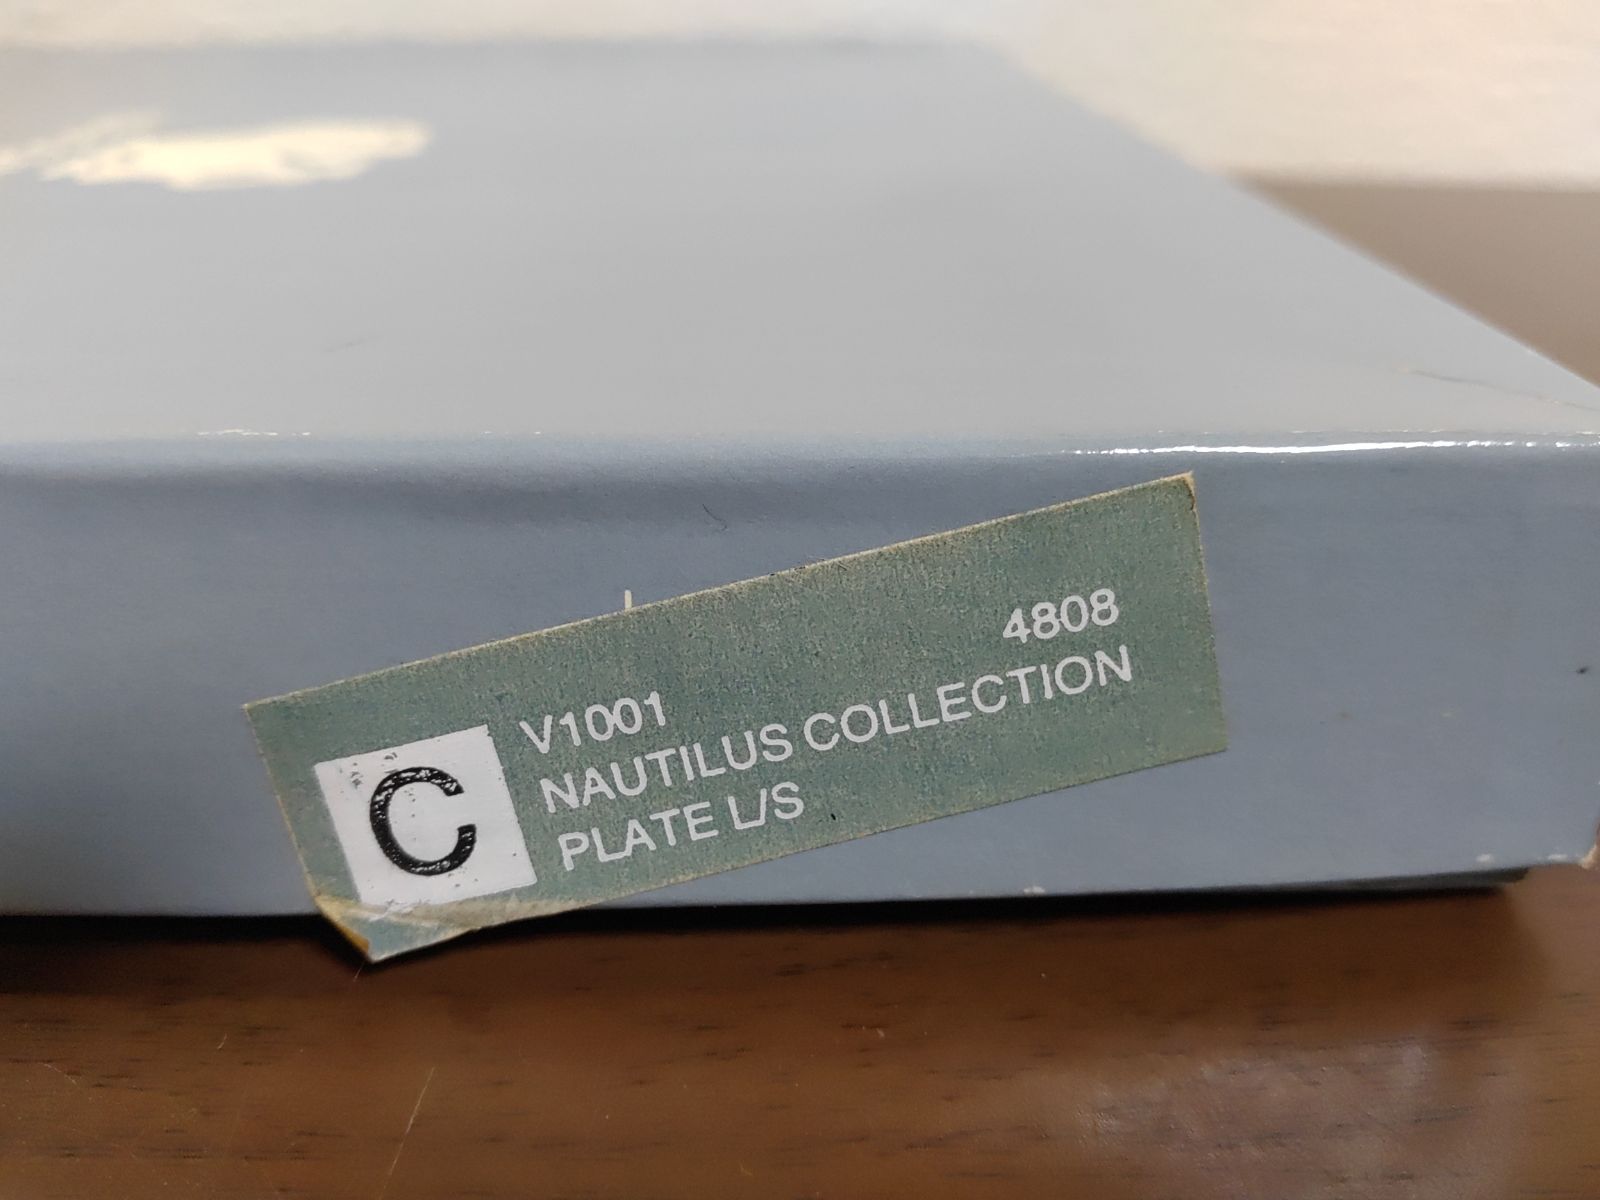 4808
V1001
NAUTILUS COLLECTION
PLATE L/S
C